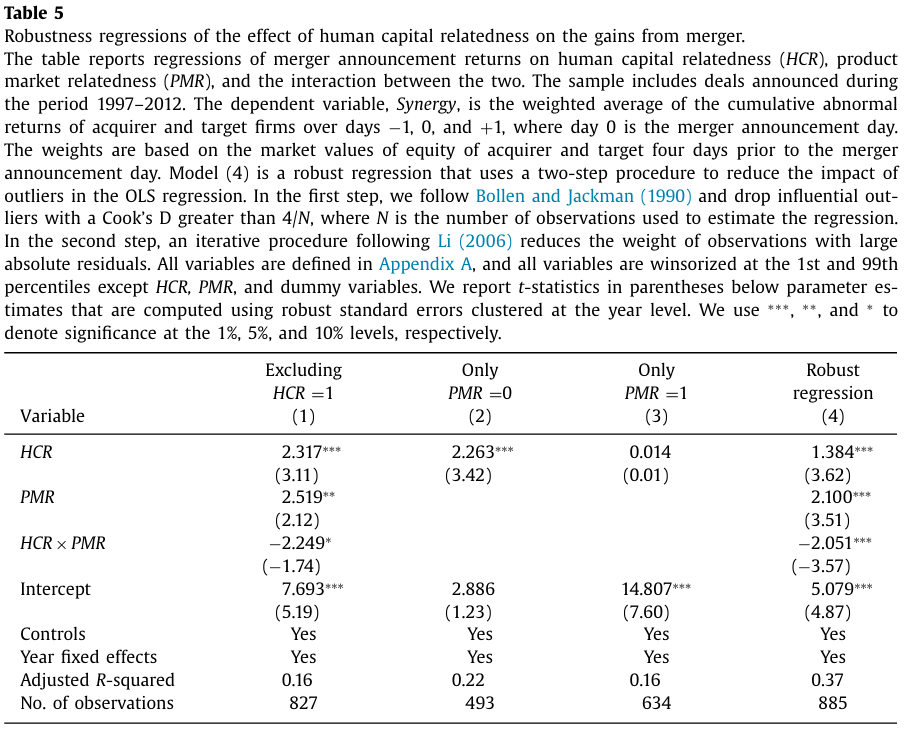 Table 5
Robustness regressions of the effect of human capital relatedness on the gains from merger.
The table reports regressions of merger announcement returns on human capital relatedness (HCR), product
market relatedness (PMR), and the interaction between the two. The sample includes deals announced during
the period 1997–2012. The dependent variable, Synergy, is the weighted average of the cumulative abnormal
returns of acquirer and target firms over days −1, 0, and +1, where day 0 is the merger announcement day.
The weights are based on the market values of equity of acquirer and target four days prior to the merger
announcement day. Model (4) is a robust regression that uses a two-step procedure to reduce the impact of
outliers in the OLS regression. In the first step, we follow Bollen and Jackman (1990) and drop influential out-
liers with a Cook's D greater than 4/N, where N is the number of observations used to estimate the regression.
In the second step, an iterative procedure following Li (2006) reduces the weight of observations with large
absolute residuals. All variables are defined in Appendix A, and all variables are winsorized at the 1st and 99th
percentiles except HCR, PMR, and dummy variables. We report t-statistics in parentheses below parameter es-
timates that are computed using robust standard errors clustered at the year level. We use ***, **, and * to
denote significance at the 1%, 5%, and 10% levels, respectively.
Excluding Only Only Robust
HCR =1 PMR =0 PMR =1 regression
Variable (1) (2) (3) (4)
HCR 2.317*** 2.263*** 0.014 1.384***
(3.11) (3.42) (0.01) (3.62)
PMR 2.519** 2.100***
(2.12) (3.51)
HCR × PMR −2.249* −2.051***
(−1.74) (−3.57)
Intercept 7.693*** 2.886 14.807*** 5.079***
(5.19) (1.23) (7.60) (4.87)
Controls Yes Yes Yes Yes
Year fixed effects Yes Yes Yes Yes
Adjusted R-squared 0.16 0.22 0.16 0.37
No. of observations 827 493 634 885